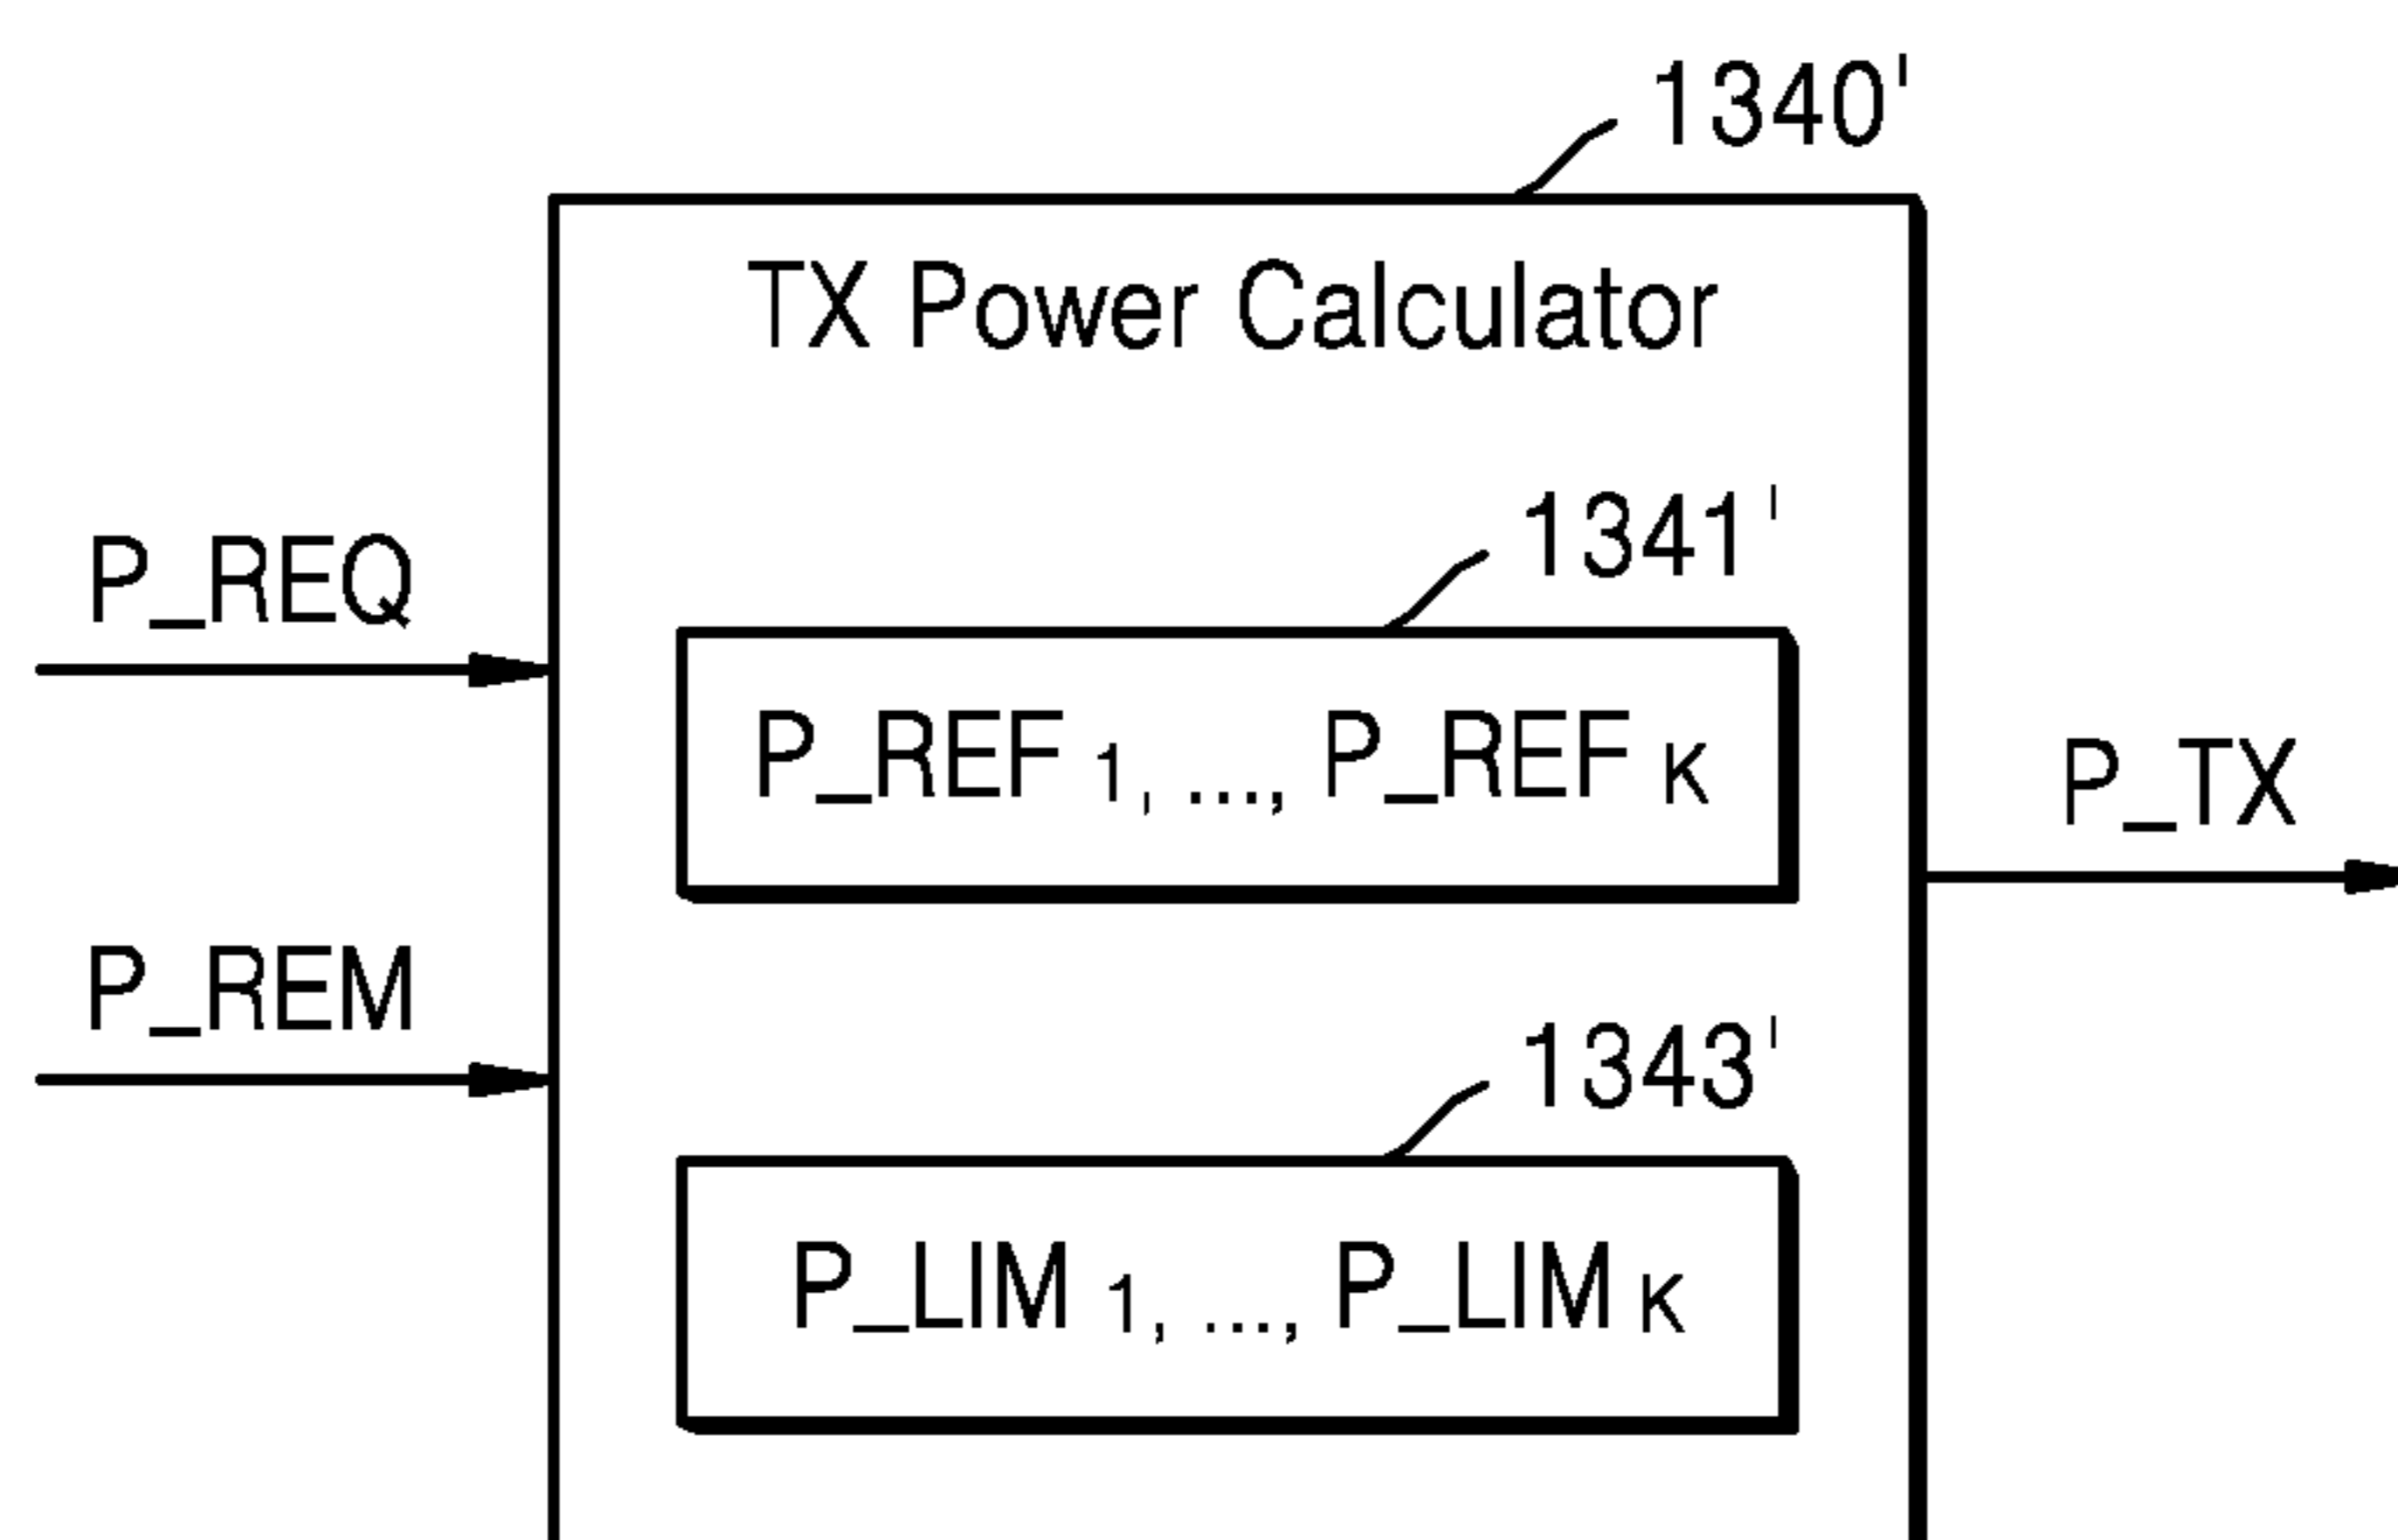 1340'
TX Power Calculator
1341'
P_REQ
P_REF 1, ..., P_REF K
P_TX
P_REM
1343'
P_LIM 1, ..., P_LIM K